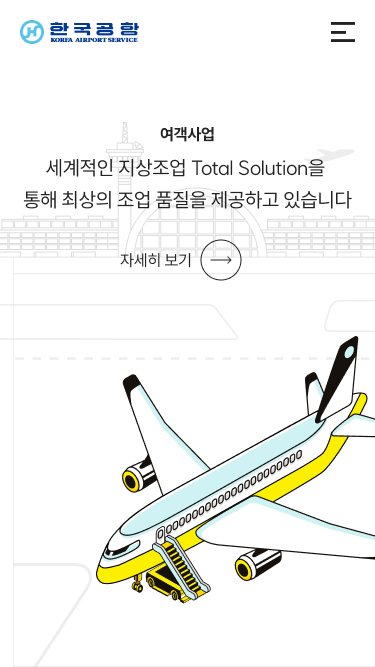 한국공항
KOREA AIRPORT SERVICE
여객사업
세계적인 지상조업 Total Solution을
통해 최상의 조업 품질을 제공하고 있습니다
자세히 보기